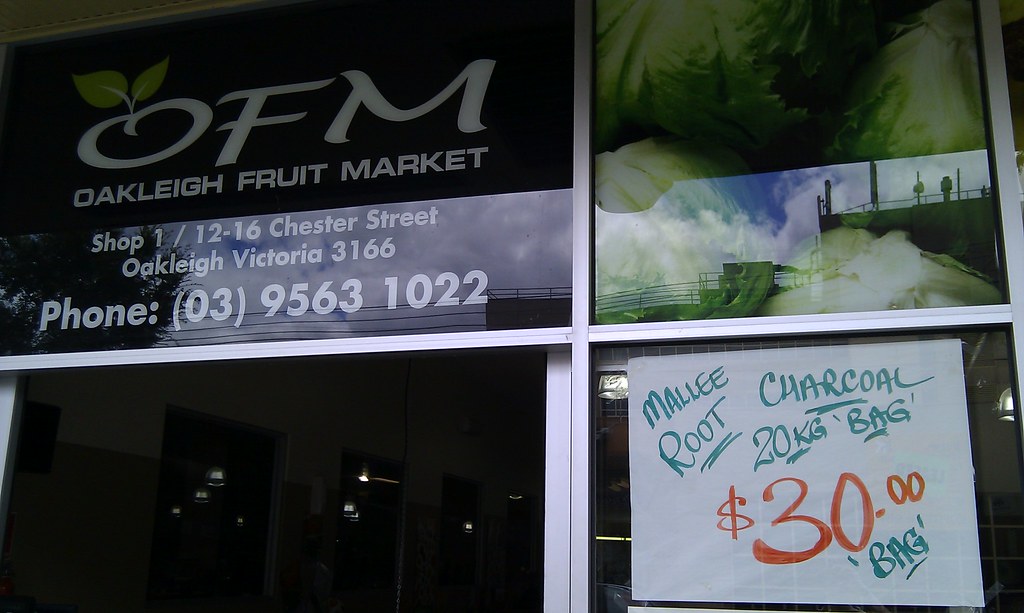 OFM
OAKLEIGH FRUIT MARKET
Shop 1 / 12-16 Chester Street
Oakleigh Victoria 3166
Phone: (03) 9563 1022
MALLEE
ROOT
CHARCOAL
20KG 'BAG'
$30.00
'BAG'